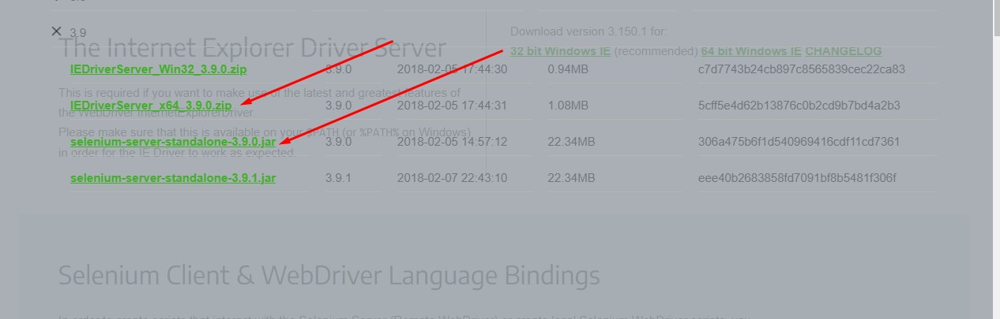 3.9
The Internet Explorer Driver Server
Download version 3.150.1 for:
32 bit Windows IE (recommended) 64 bit Windows IE CHANGELOG
IEDriverServer_Win32_3.9.0.zip 3.9.0 2018-02-05 17:44:30 0.94MB c7d7743b24cb897c8565839cec22ca83
This is required if you want to make use of the latest and greatest features of
IEDriverServer_x64_3.9.0.zip 3.9.0 2018-02-05 17:44:31 1.08MB 5cff5e4d62b13876c0b2cd9b7bd4a2b3
the WebDriver InternetExplorerDriver.
Please make sure that this is available on your $PATH (or %PATH% on Windows)
selenium-server-standalone-3.9.0.jar 3.9.0 2018-02-05 14:57:12 22.34MB 306a475b6f1d540969416cdf11cd7361
in order for the IE Driver to work as expected.
selenium-server-standalone-3.9.1.jar 3.9.1 2018-02-07 22:43:10 22.34MB eee40b2683858fd7091bf8b5481f306f
Selenium Client & WebDriver Language Bindings
In order to create scripts that interact with the Selenium Server (Remote WebDriver) or create local Selenium WebDriver scripts, you